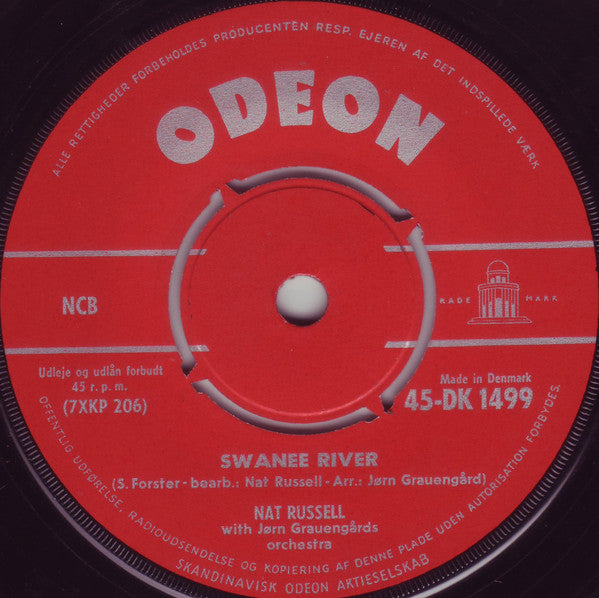 ALLE RETTIGHEDER FORBEHOLDES PRODUCENTEN RESP. EJEREN AF DET INDSPILLEDE VÆRK
ODEON
NCB
TRADE MARK
Udleje og udlån forbudt
45 r.p.m.
(7XKP 206)
Made in Denmark
45-DK 1499
SWANEE RIVER
(S. Forster - bearb.: Nat Russell - Arr.: Jørn Grauengård)
NAT RUSSELL
with Jørn Grauengårds
orchestra
OFFENTLIG UDFØRELSE, RADIOUDSENDELSE OG KOPIERING AF DENNE PLADE UDEN AUTORISATION FORBYDES.
SKANDINAVISK ODEON AKTIESELSKAB